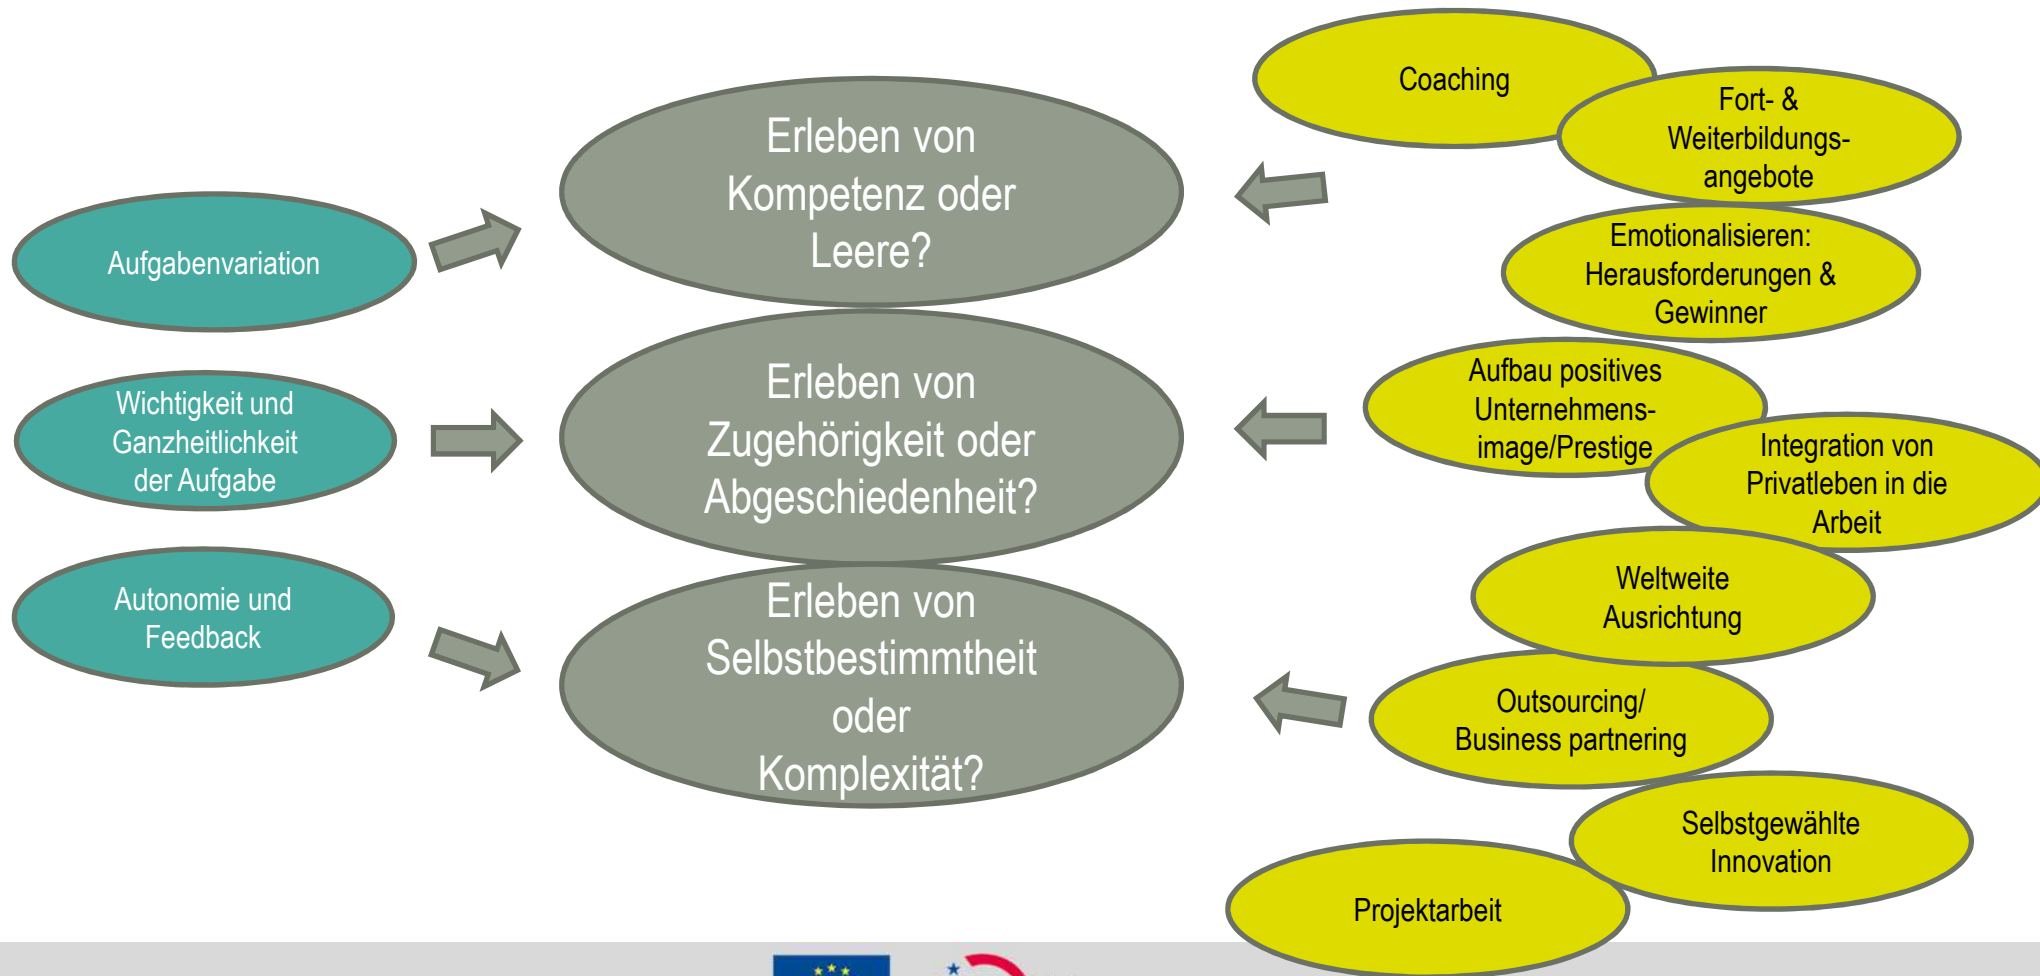 Aufgabenvariation
Wichtigkeit und
Ganzheitlichkeit
der Aufgabe
Autonomie und
Feedback
Erleben von
Kompetenz oder
Leere?
Erleben von
Zugehörigkeit oder
Abgeschiedenheit?
Erleben von
Selbstbestimmtheit
oder
Komplexität?
Coaching
Fort- &
Weiterbildungs-
angebote
Emotionalisieren:
Herausforderungen &
Gewinner
Aufbau positives
Unternehmens-
image/Prestige
Integration von
Privatleben in die
Arbeit
Weltweite
Ausrichtung
Outsourcing/
Business partnering
Selbstgewählte
Innovation
Projektarbeit